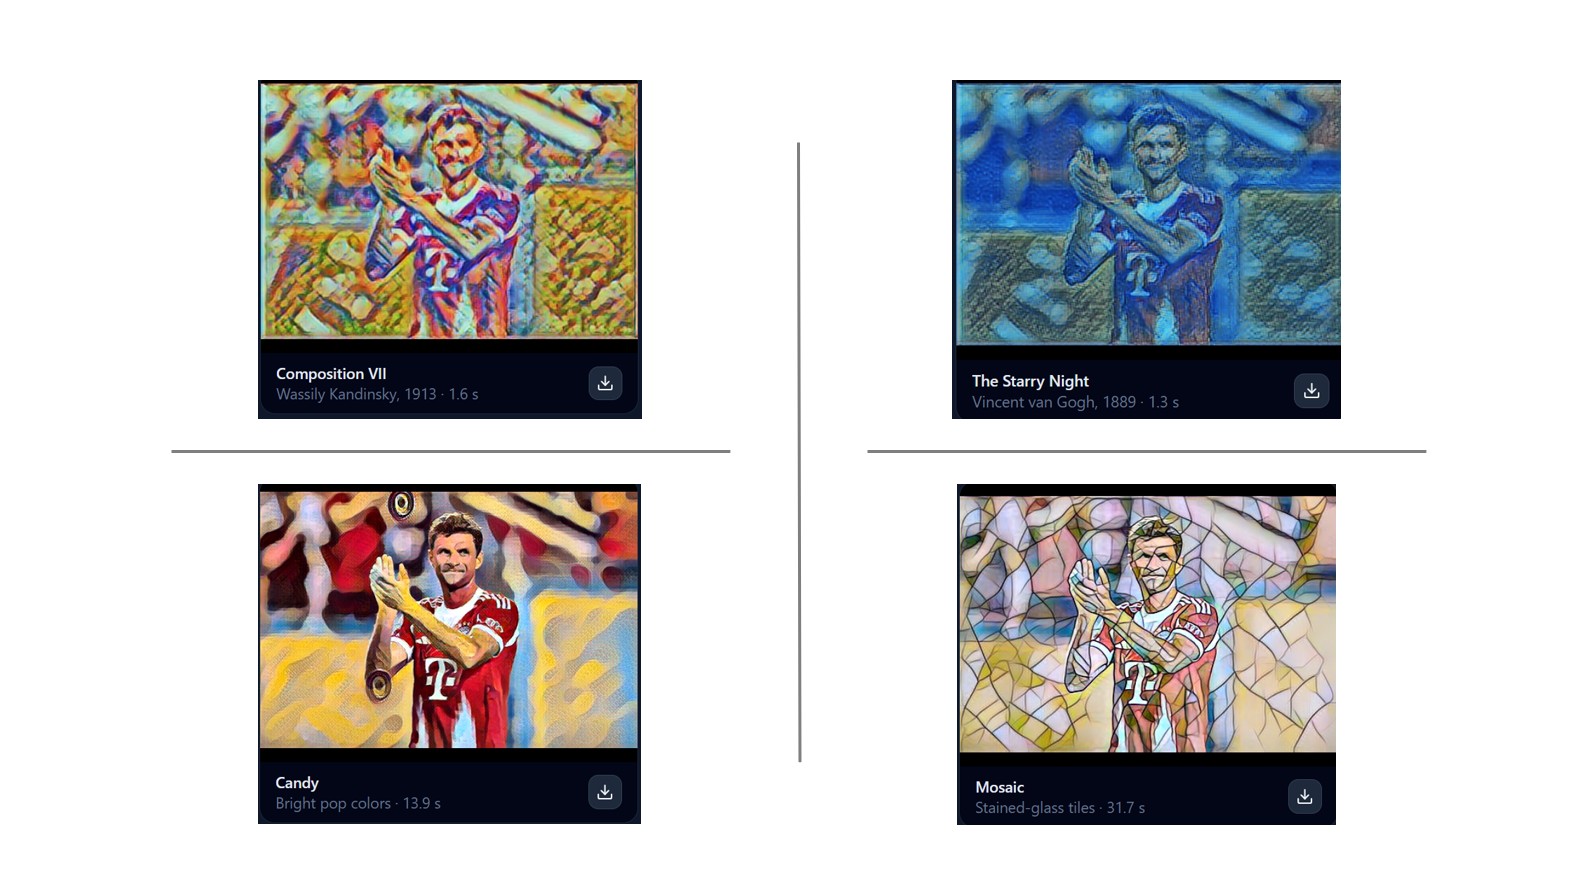 Composition VII
Wassily Kandinsky, 1913 · 1.6 s
The Starry Night
Vincent van Gogh, 1889 · 1.3 s
T
T
Candy
Bright pop colors · 13.9 s
Mosaic
Stained-glass tiles · 31.7 s
T
T